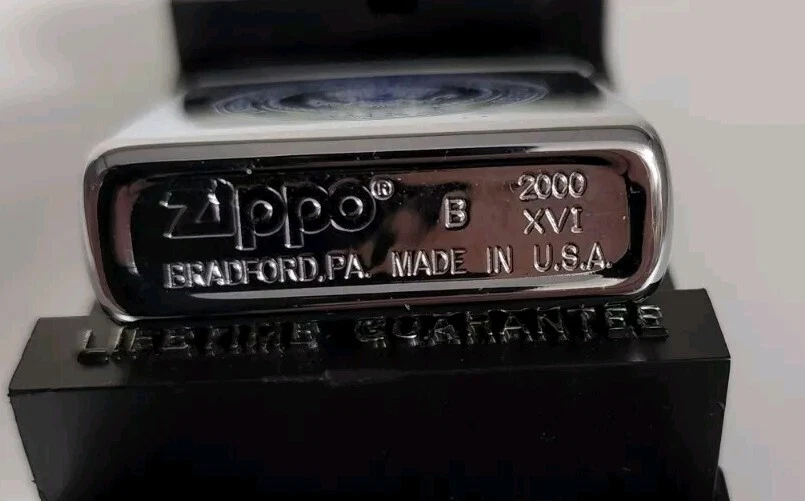 Zippo® B 2000
XVI
BRADFORD,PA. MADE IN U.S.A.
LIFETIME GUARANTEE